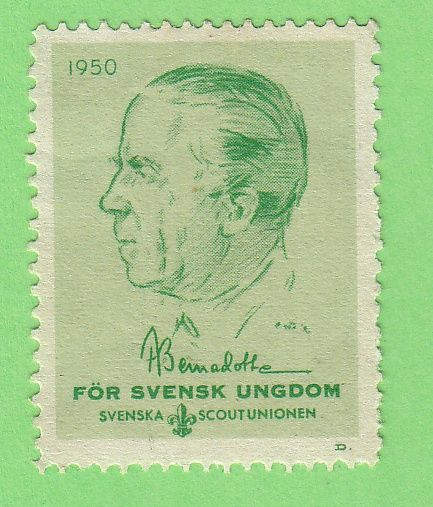 1950
FBernadotte
FÖR SVENSK UNGDOM
SVENSKA SCOUTUNIONEN
D.